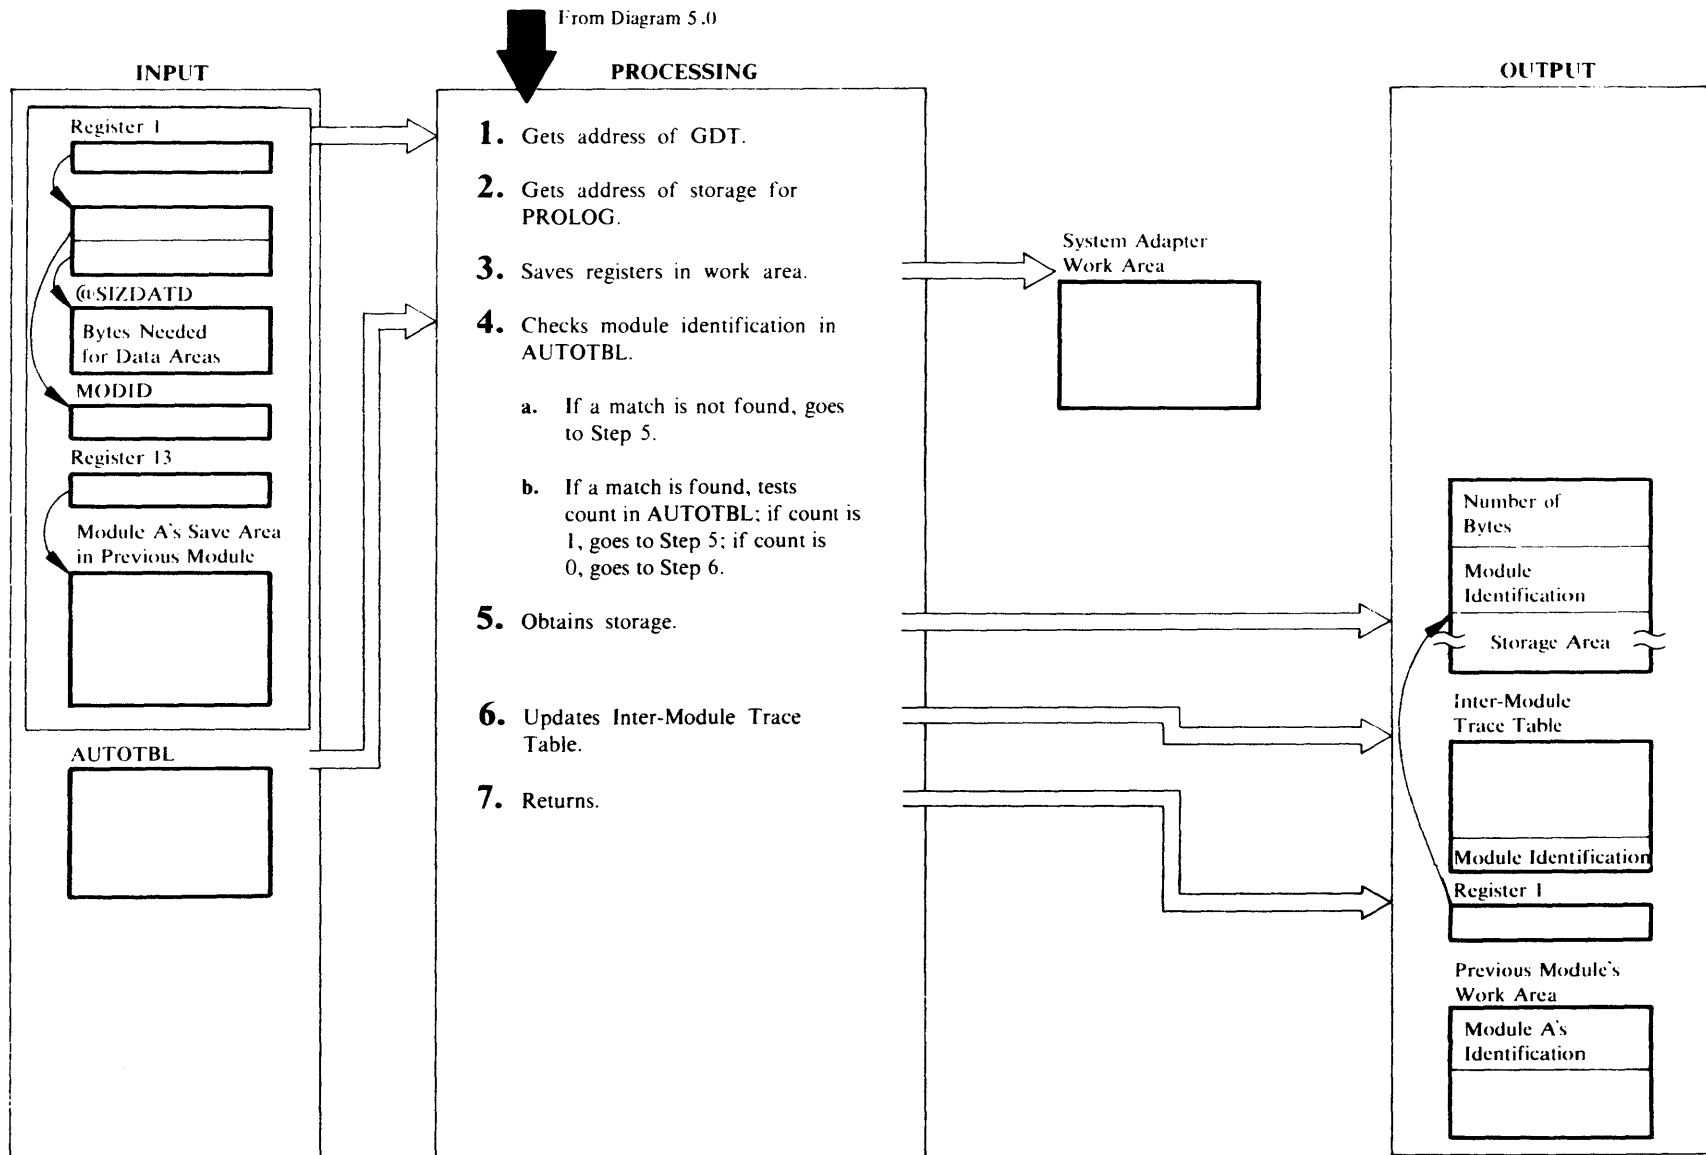 From Diagram 5.0
INPUT
PROCESSING
OUTPUT
Register 1
@SIZDATD
Bytes Needed
for Data Areas
MODID
Register 13
Module A's Save Area
in Previous Module
AUTOTBL
1. Gets address of GDT.
2. Gets address of storage for
PROLOG.
3. Saves registers in work area.
4. Checks module identification in
AUTOTBL.
a. If a match is not found, goes
to Step 5.
b. If a match is found, tests
count in AUTOTBL; if count is
1, goes to Step 5; if count is
0, goes to Step 6.
5. Obtains storage.
6. Updates Inter-Module Trace
Table.
7. Returns.
System Adapter
Work Area
Number of
Bytes
Module
Identification
Storage Area
Inter-Module
Trace Table
Module Identification
Register 1
Previous Module's
Work Area
Module A's
Identification